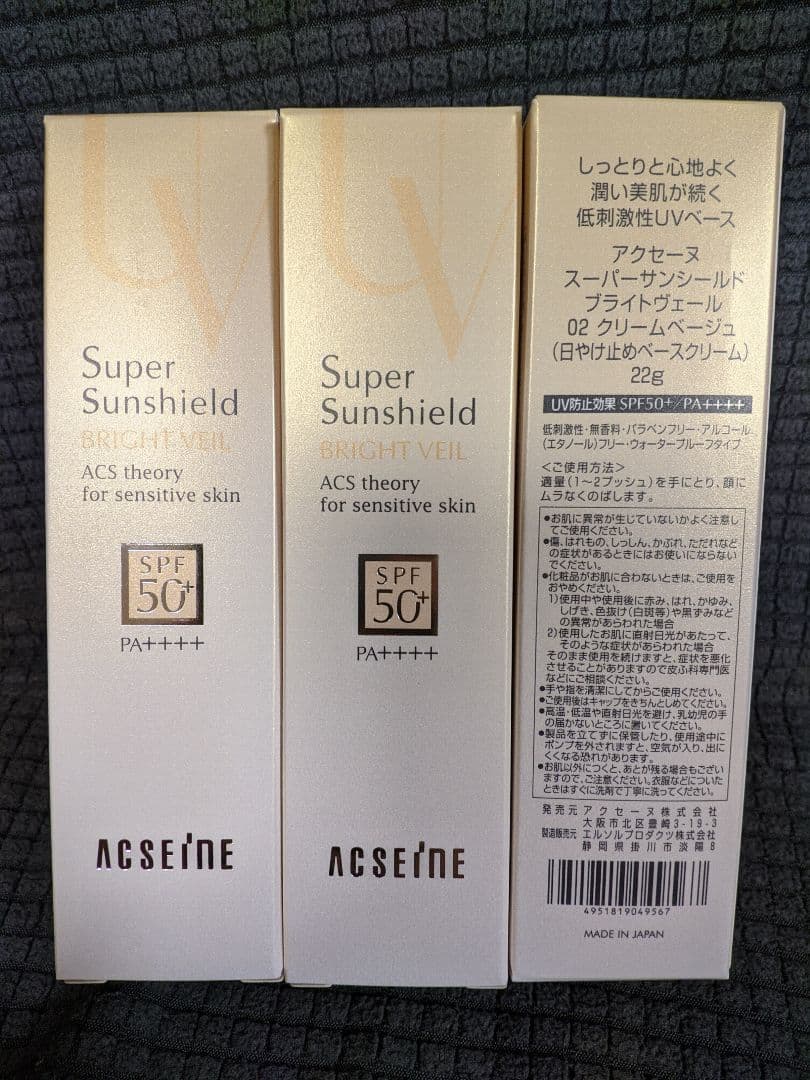 UV
Super
Sunshield
BRIGHT VEIL
ACS theory
for sensitive skin
SPF
50+
PA++++
ACSEINE
UV
Super
Sunshield
BRIGHT VEIL
ACS theory
for sensitive skin
SPF
50+
PA++++
ACSEINE
しっとりと心地よく
潤い美肌が続く
低刺激性UVベース
アクセーヌ
スーパーサンシールド
ブライトヴェール
02 クリームベージュ
(日やけ止めベースクリーム)
22g
UV防止効果 SPF50+/PA++++
低刺激性・無香料・パラベンフリー・アルコール
(エタノール)フリー・ウォータープルーフタイプ
<ご使用方法>
適量(1〜2プッシュ)を手にとり、顔に
ムラなくのばします。
●お肌に異常が生じていないかよく注意し
てご使用ください。
●傷、はれもの、しっしん、かぶれ、ただれなど
の症状があるときにはお使いにならない
でください。
●化粧品がお肌に合わないときは、ご使用を
おやめください。
1)使用中や使用後に赤み、はれ、かゆみ、
しげき、色抜け(白斑等)や黒ずみなど
の異常があらわれた場合
2)使用したお肌に直射日光があたって、
そのような症状があらわれた場合
そのまま使用を続けますと、症状を悪化
させることがありますので皮ふ科専門医
などにご相談ください。
●手や指を清潔にしてからご使用ください。
●ご使用後はキャップをきちんとしめてください。
●高温・低温や直射日光を避け、乳幼児の手
の届かないところに置いてください。
●製品を立てずに保管したり、使用途中に
ポンプを外されますと、空気が入り、出に
くくなる恐れがあります。
●お肌以外につくと、あとが残る場合もござい
ますので、ご注意ください。衣服などについた
ときはすぐに洗剤で丁寧に洗ってください。
発売元 アクセーヌ株式会社
大阪市北区豊崎3-19-3
製造販売元 エルソルプロダクツ株式会社
静岡県掛川市淡陽8
4951819049567
MADE IN JAPAN